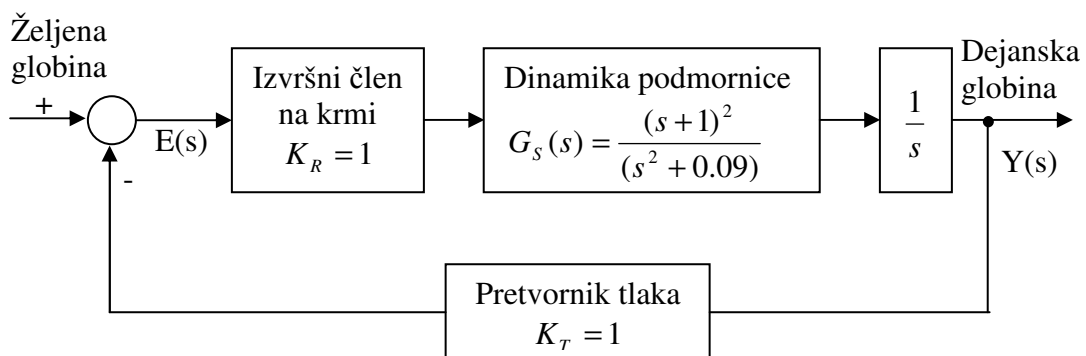 Željena
globina
+
-
E(s)
Izvršni člen
na krmi
K_R = 1
Dinamika podmornice
G_S(s) = (s+1)^2 / (s^2 + 0.09)
1/s
Dejanska
globina
Y(s)
Pretvornik tlaka
K_T = 1